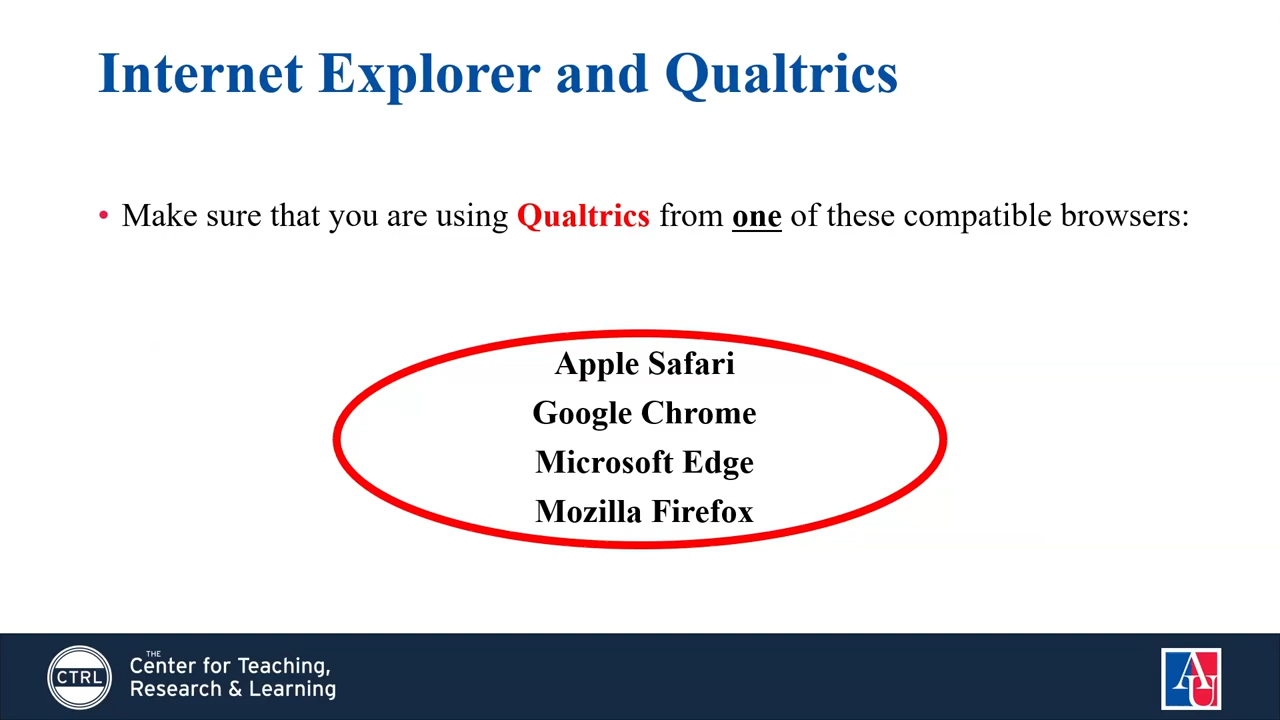 Internet Explorer and Qualtrics
• Make sure that you are using Qualtrics from one of these compatible browsers:
Apple Safari
Google Chrome
Microsoft Edge
Mozilla Firefox
CTRL
THE
Center for Teaching,
Research & Learning
AU